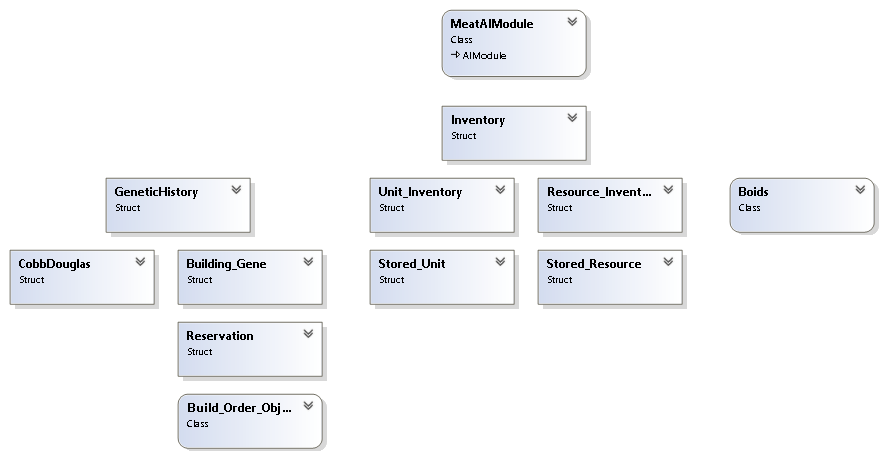 MeatAIModule
Class
AIModule
Inventory
Struct
GeneticHistory
Struct
Unit_Inventory
Struct
Resource_Invent...
Struct
Boids
Class
CobbDouglas
Struct
Building_Gene
Struct
Stored_Unit
Struct
Stored_Resource
Struct
Reservation
Struct
Build_Order_Obj...
Class